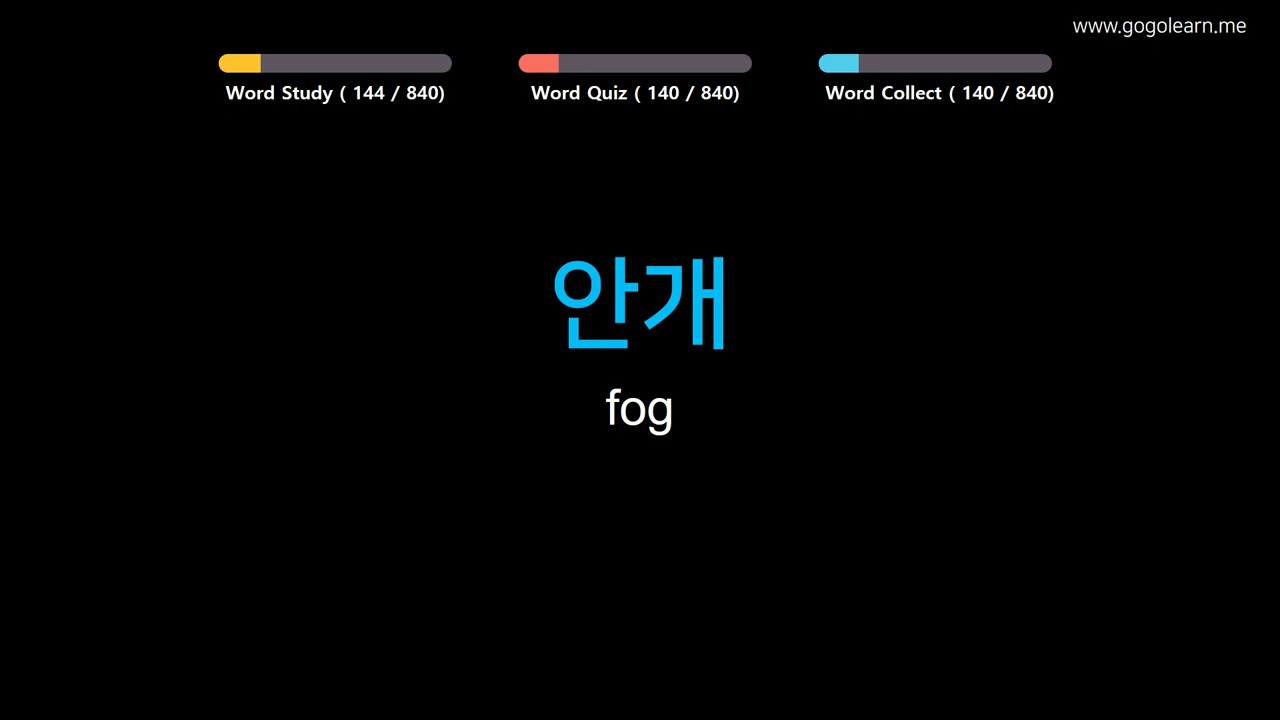 www.gogolearn.me
Word Study ( 144 / 840)
Word Quiz ( 140 / 840)
Word Collect ( 140 / 840)
안개
fog